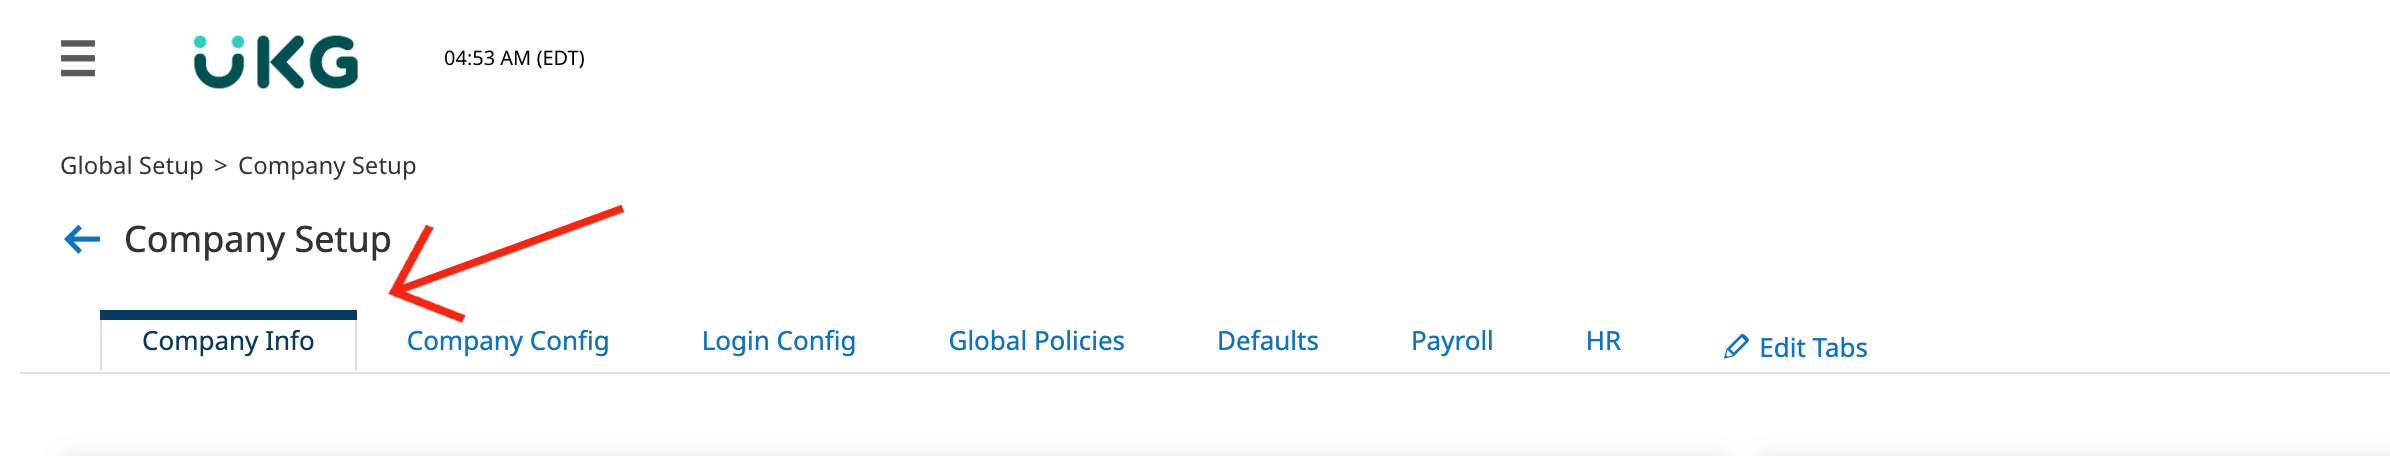 UKG 04:53 AM (EDT)
Global Setup > Company Setup
Company Setup
Company Info Company Config Login Config Global Policies Defaults Payroll HR Edit Tabs